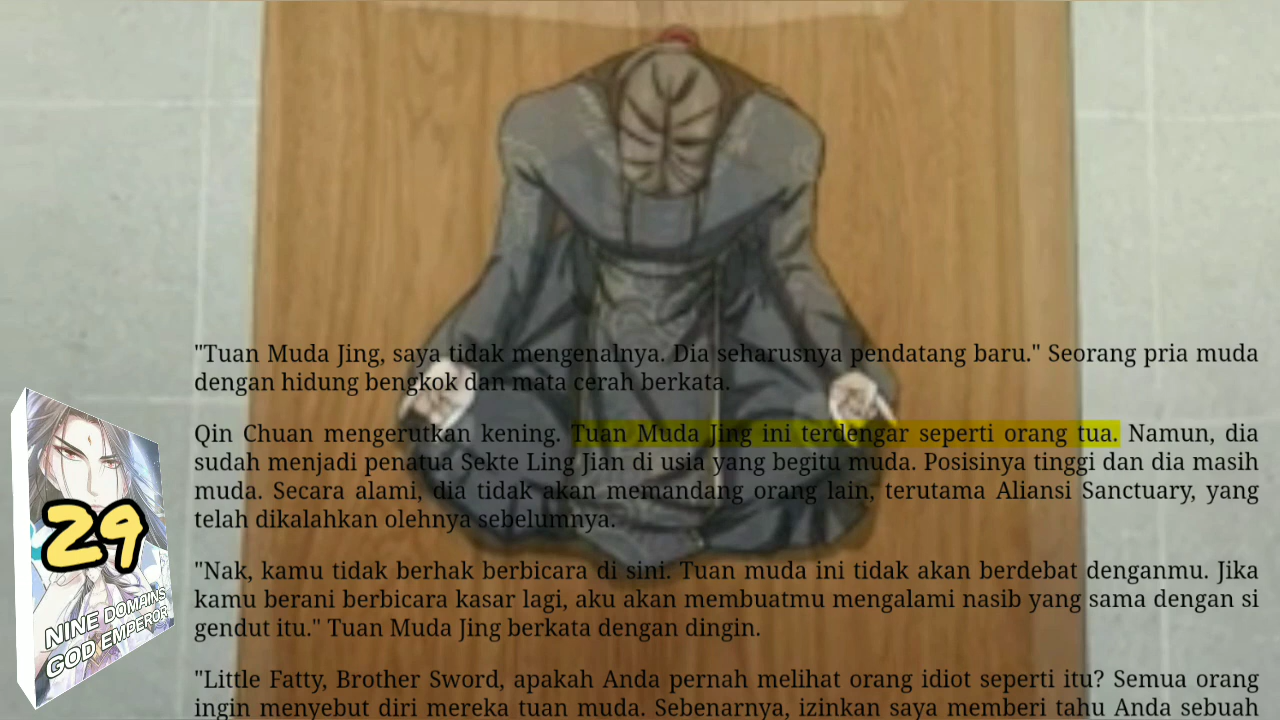 "Tuan Muda Jing, saya tidak mengenalnya. Dia seharusnya pendatang baru." Seorang pria muda
dengan hidung bengkok dan mata cerah berkata.
Qin Chuan mengerutkan kening. Tuan Muda Jing ini terdengar seperti orang tua. Namun, dia
sudah menjadi penatua Sekte Ling Jian di usia yang begitu muda. Posisinya tinggi dan dia masih
muda. Secara alami, dia tidak akan memandang orang lain, terutama Aliansi Sanctuary, yang
telah dikalahkan olehnya sebelumnya.
"Nak, kamu tidak berhak berbicara di sini. Tuan muda ini tidak akan berdebat denganmu. Jika
kamu berani berbicara kasar lagi, aku akan membuatmu mengalami nasib yang sama dengan si
gendut itu." Tuan Muda Jing berkata dengan dingin.
"Little Fatty, Brother Sword, apakah Anda pernah melihat orang idiot seperti itu? Semua orang
ingin menyebut diri mereka tuan muda. Sebenarnya, izinkan saya memberi tahu Anda sebuah
29
NINE DOMAINS
GOD EMPEROR